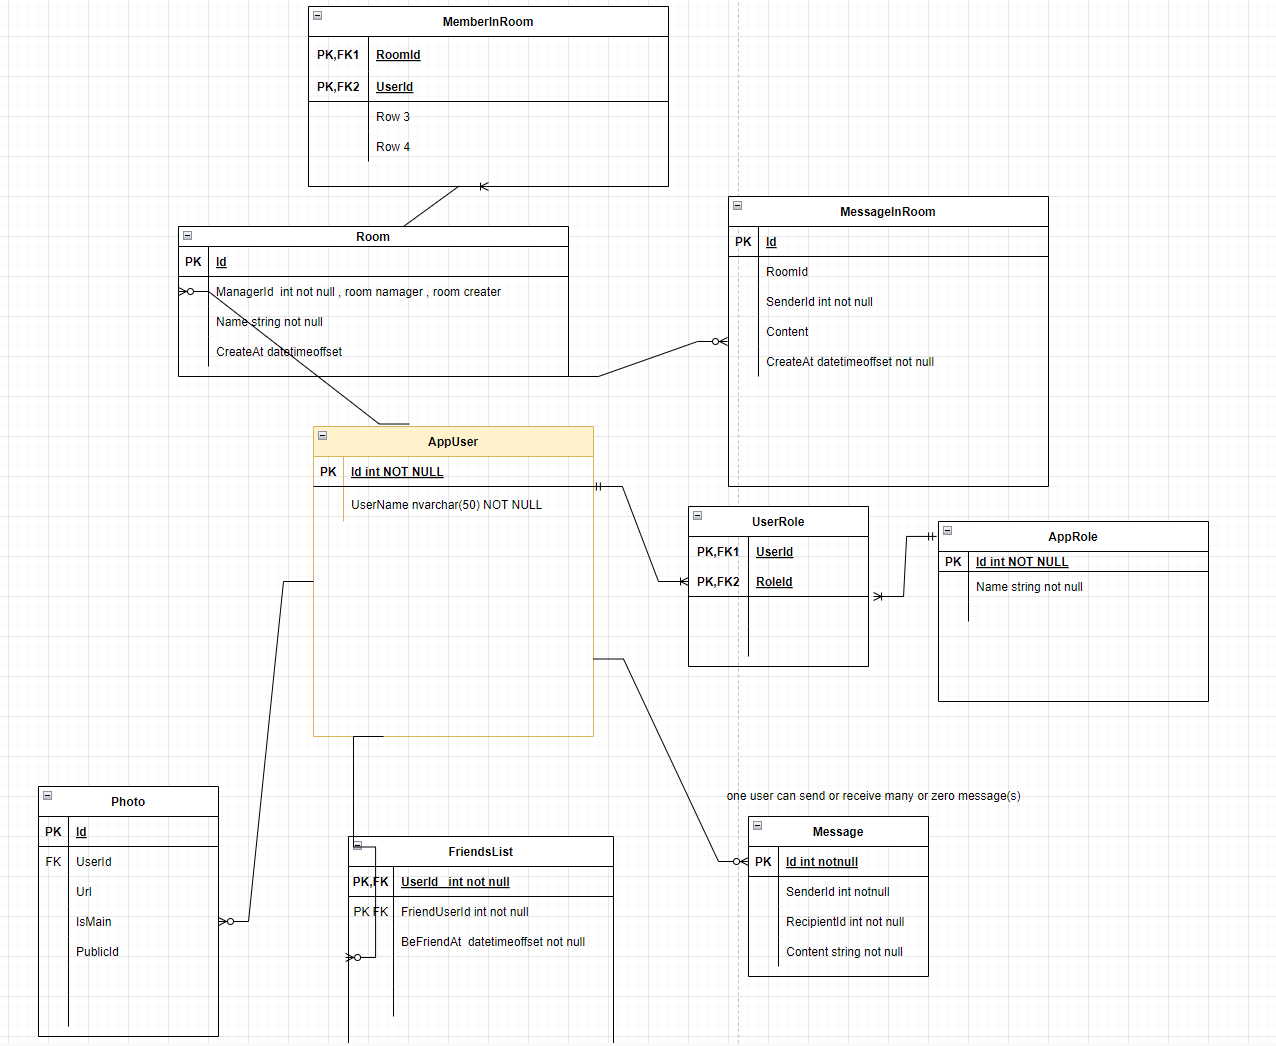 MemberInRoom
PK,FK1 RoomId
PK,FK2 UserId
Row 3
Row 4
Room
PK Id
ManagerId  int not null , room namager , room creater
Name string not null
CreateAt datetimeoffset
MessageInRoom
PK Id
RoomId
SenderId int not null
Content
CreateAt datetimeoffset not null
AppUser
PK Id int NOT NULL
UserName nvarchar(50) NOT NULL
UserRole
PK,FK1 UserId
PK,FK2 RoleId
AppRole
PK Id int NOT NULL
Name string not null
Photo
PK Id
FK UserId
Url
IsMain
PublicId
FriendsList
PK,FK UserId   int not null
PK FK FriendUserId int not null
BeFriendAt  datetimeoffset not null
one user can send or receive many or zero message(s)
Message
PK Id int notnull
SenderId int notnull
RecipientId int not null
Content string not null